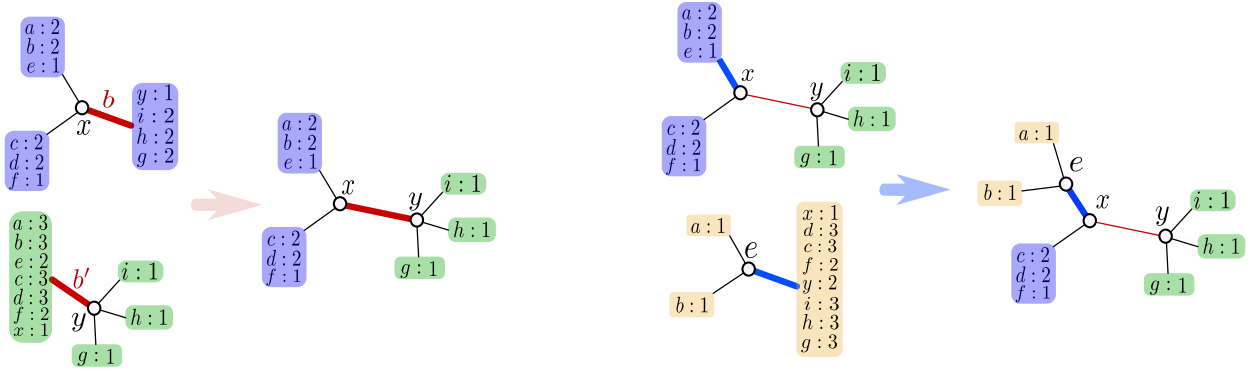 a : 2
b : 2
e : 1
b
x
y : 1
i : 2
h : 2
g : 2
c : 2
d : 2
f : 1
a : 3
b : 3
e : 2
c : 3
d : 3
f : 2
x : 1
b′
y
i : 1
h : 1
g : 1
a : 2
b : 2
e : 1
x
y
i : 1
h : 1
g : 1
c : 2
d : 2
f : 1
a : 2
b : 2
e : 1
x
y
i : 1
h : 1
g : 1
c : 2
d : 2
f : 1
a : 1
e
b : 1
x : 1
d : 3
c : 3
f : 2
y : 2
i : 3
h : 3
g : 3
a : 1
e
b : 1
x
y
i : 1
h : 1
g : 1
c : 2
d : 2
f : 1